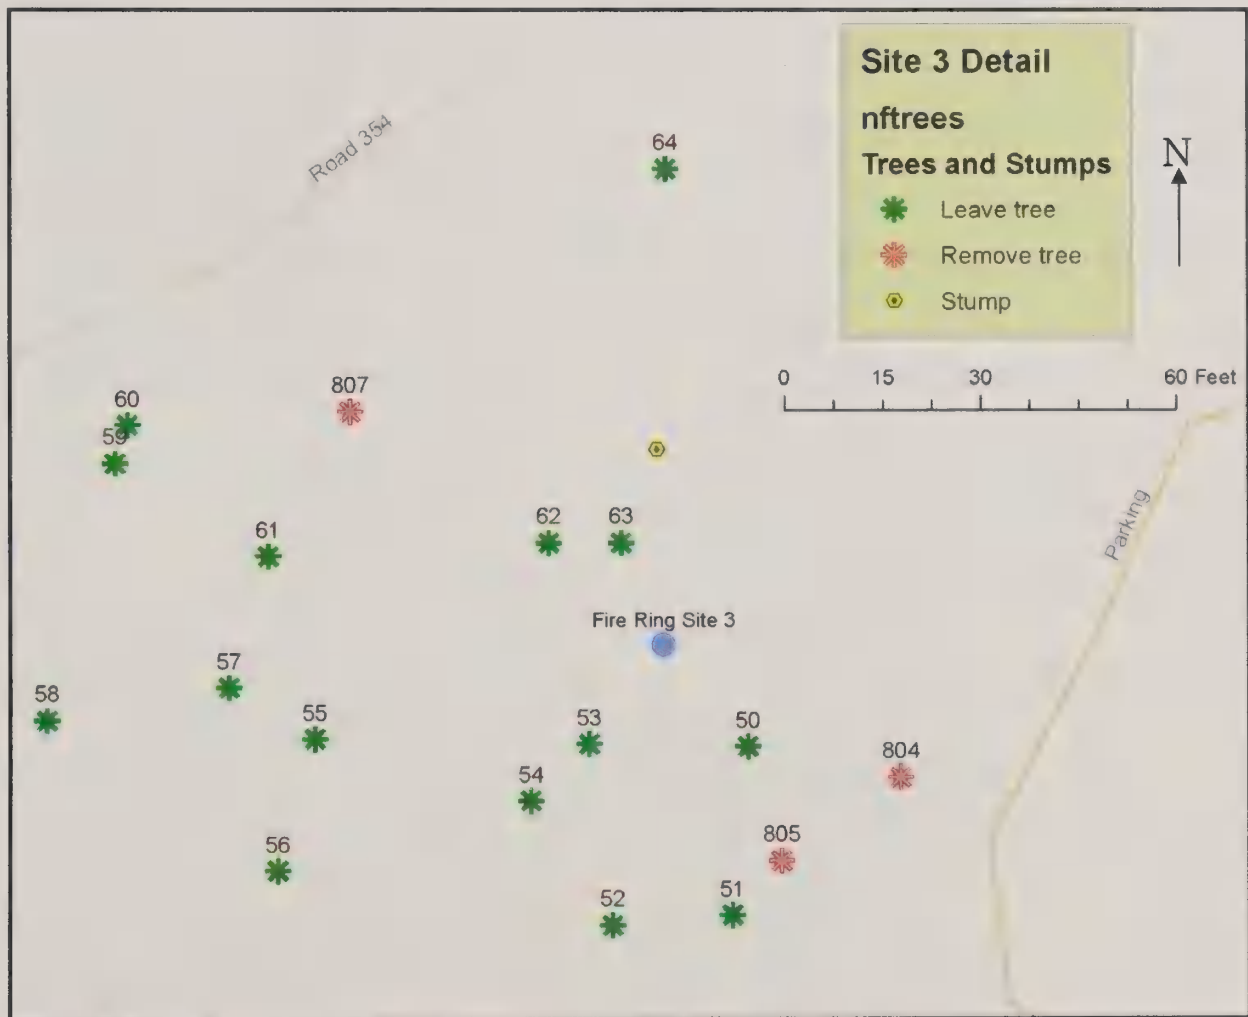 Site 3 Detail
nftrees
Trees and Stumps
Leave tree
Remove tree
Stump
N
0 15 30 60 Feet
Road 354
64
807
60
59
61
62 63
Fire Ring Site 3
Parking
57
58
55
53
50
804
54
805
56
52
51